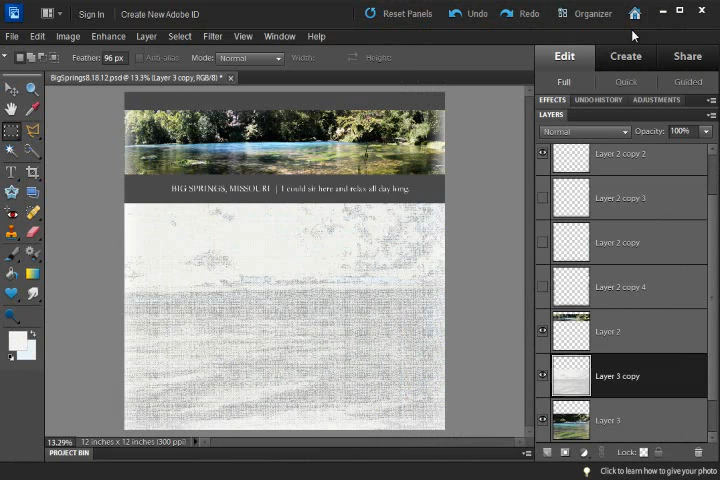 Sign In
Create New Adobe ID
Reset Panels
Undo
Redo
Organizer
File Edit Image Enhance Layer Select Filter View Window Help
Feather: 96 px Anti-alias Mode: Normal Width: Height:
Edit Create Share
BigSprings8.18.12.psd @ 13.3% (Layer 3 copy, RGB/8) *
Full Quick Guided
EFFECTS UNDO HISTORY ADJUSTMENTS
LAYERS
Normal Opacity: 100%
Layer 2 copy 2
BIG SPRINGS, MISSOURI | I could sit here and relax all day long.
Layer 2 copy 3
Layer 2 copy
Layer 2 copy 4
Layer 2
Layer 3 copy
Layer 3
13.29% 12 inches x 12 inches (300 ppi)
Lock:
PROJECT BIN
Click to learn how to give your photo